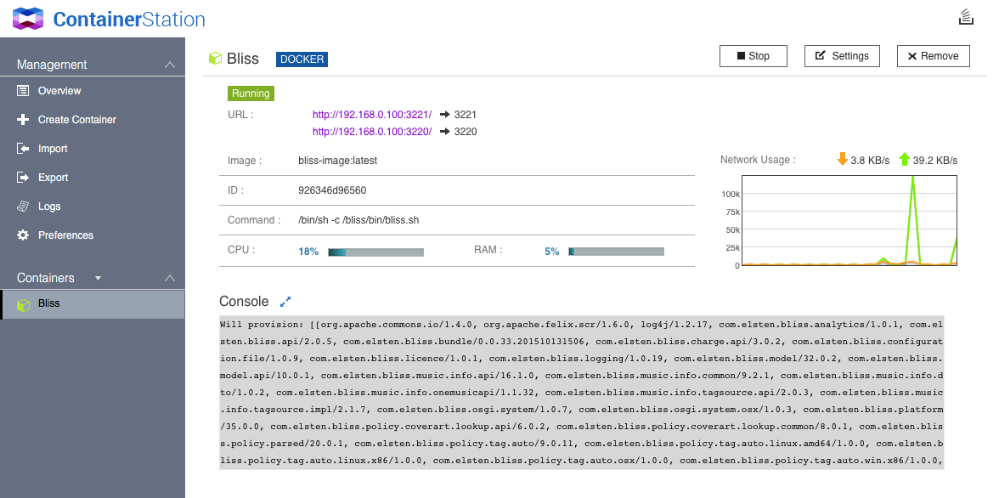 ContainerStation
Management
Overview
Create Container
Import
Export
Logs
Preferences
Containers
Bliss
Bliss DOCKER
Stop Settings Remove
Running
URL : http://192.168.0.100:3221/ 3221
http://192.168.0.100:3220/ 3220
Image : bliss-image:latest
ID : 926346d96560
Command : /bin/sh -c /bliss/bin/bliss.sh
CPU : 18% RAM : 5%
Network Usage : 3.8 KB/s 39.2 KB/s
100k
75k
50k
25k
0
Console
Will provision: [[org.apache.commons.io/1.4.0, org.apache.felix.scr/1.6.0, log4j/1.2.17, com.elsten.bliss.analytics/1.0.1, com.el
sten.bliss.api/2.0.5, com.elsten.bliss.bundle/0.0.33.201510131506, com.elsten.bliss.charge.api/3.0.2, com.elsten.bliss.configurat
ion.file/1.0.9, com.elsten.bliss.licence/1.0.1, com.elsten.bliss.logging/1.0.19, com.elsten.bliss.model/32.0.2, com.elsten.bliss.
model.api/10.0.1, com.elsten.bliss.music.info.api/16.1.0, com.elsten.bliss.music.info.common/9.2.1, com.elsten.bliss.music.info.d
to/1.0.2, com.elsten.bliss.music.info.onemusicapi/1.1.32, com.elsten.bliss.music.info.tagsource.api/2.0.3, com.elsten.bliss.music
.info.tagsource.impl/2.1.7, com.elsten.bliss.osgi.system/1.0.7, com.elsten.bliss.osgi.system.osx/1.0.3, com.elsten.bliss.platform
/35.0.0, com.elsten.bliss.policy.coverart.lookup.api/6.0.2, com.elsten.bliss.policy.coverart.lookup.common/8.0.1, com.elsten.blis
s.policy.parsed/20.0.1, com.elsten.bliss.policy.tag.auto/9.0.11, com.elsten.bliss.policy.tag.auto.linux.amd64/1.0.0, com.elsten.b
liss.policy.tag.auto.linux.x86/1.0.0, com.elsten.bliss.policy.tag.auto.osx/1.0.0, com.elsten.bliss.policy.tag.auto.win.x86/1.0.0,